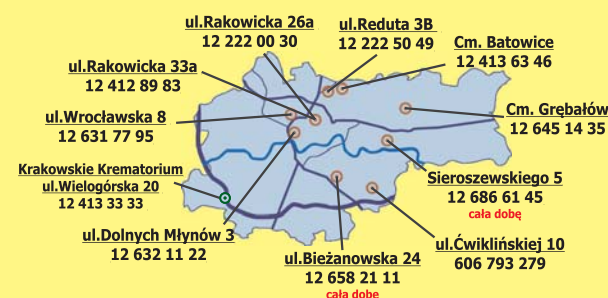 ul.Rakowicka 26a
12 222 00 30
ul.Reduta 3B
12 222 50 49
Cm. Batowice
12 413 63 46
ul.Rakowicka 33a
12 412 89 83
Cm. Grębałów
12 645 14 35
ul.Wrocławska 8
12 631 77 95
Krakowskie Krematorium
ul.Wielogórska 20
12 413 33 33
Sieroszewskiego 5
12 686 61 45
cała dobę
ul.Dolnych Młynów 3
12 632 11 22
ul.Bieżanowska 24
12 658 21 11
cała dobę
ul.Ćwiklińskiej 10
606 793 279